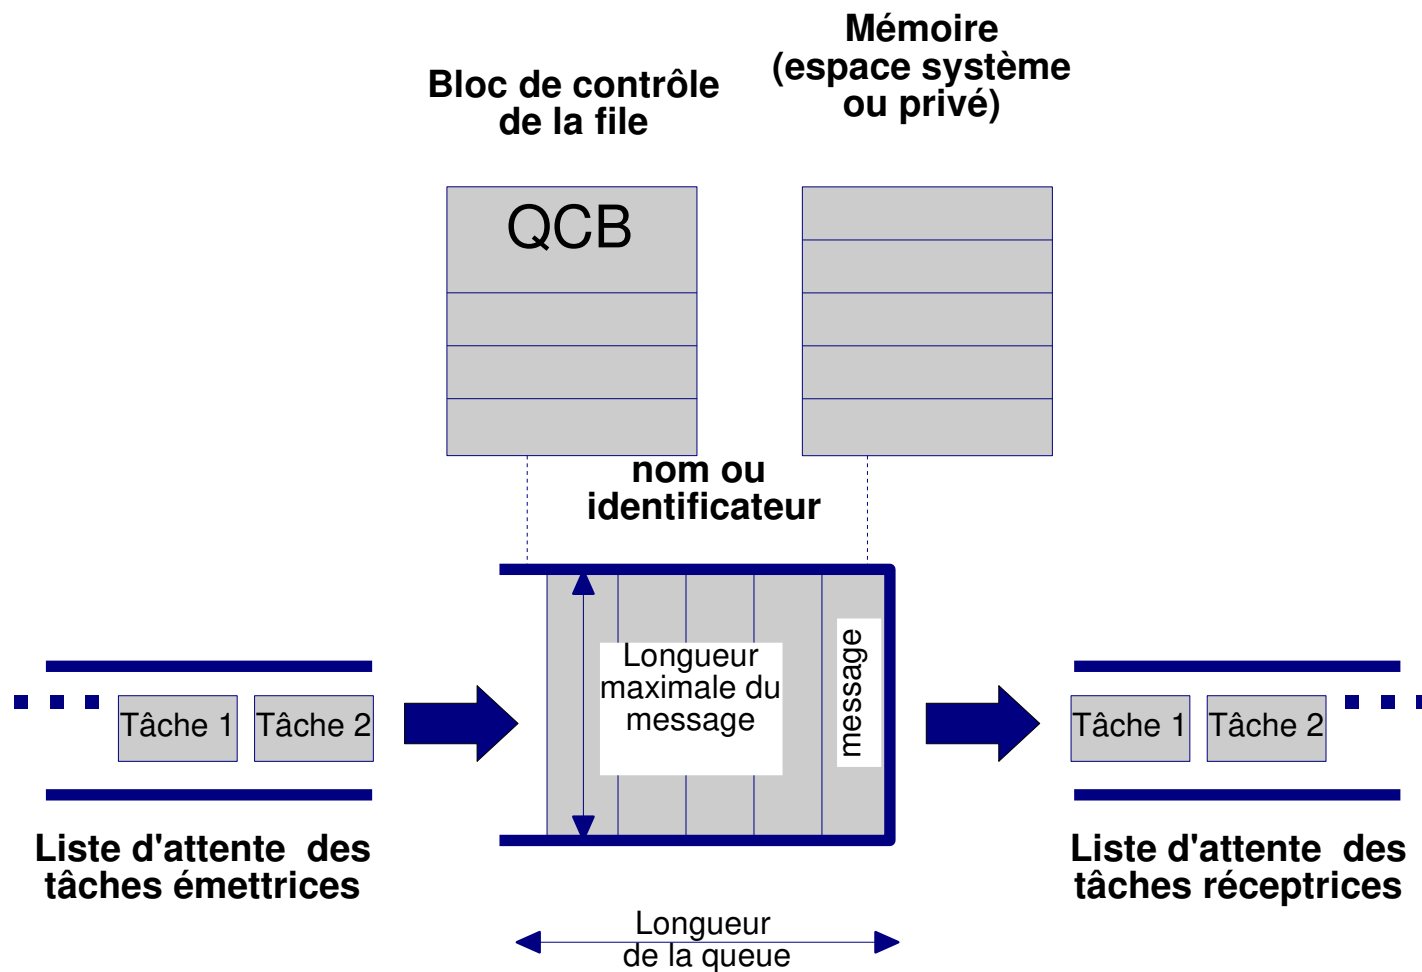 Mémoire
(espace système
ou privé)
Bloc de contrôle
de la file
QCB
nom ou
identificateur
Longueur
maximale du
message
message
Tâche 1
Tâche 2
Tâche 1
Tâche 2
Liste d'attente des
tâches émettrices
Liste d'attente des
tâches réceptrices
Longueur
de la queue